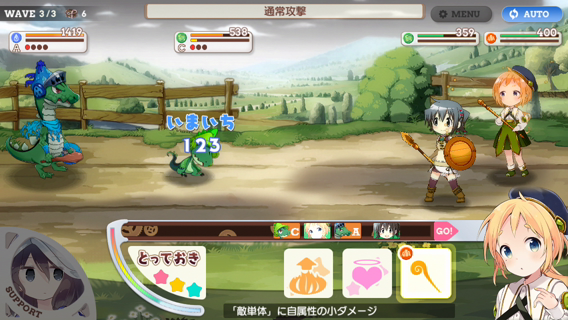 WAVE 3/3 6
通常攻撃
MENU
AUTO
1419
A
538
C
359
400
いまいち
123
C
A
GO!
とっておき
SUPPORT
「敵単体」に自属性の小ダメージ